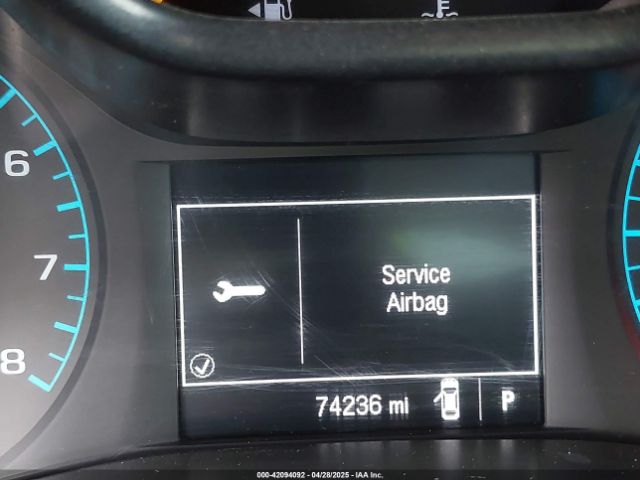 6
7
8
Service
Airbag
74236 mi P
000-42094092 - 04/28/2025 - IAA Inc.